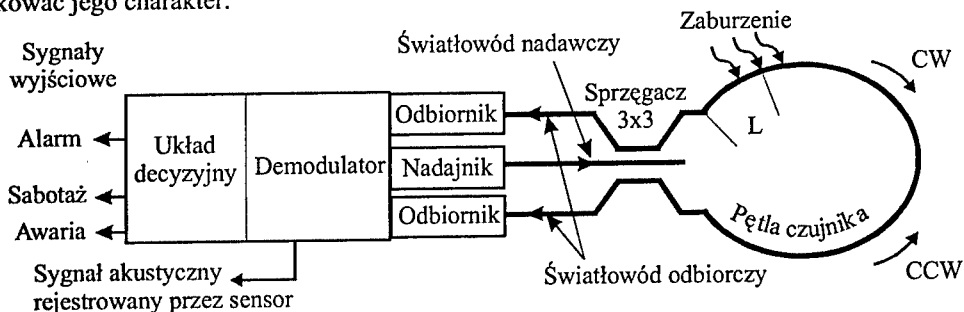 kować jego charakter.
Zaburzenie
Światłowód nadawczy
CW
Sygnały
wyjściowe
Sprzęgacz
3x3
L
Odbiornik
Alarm
Układ
decyzyjny
Demodulator
Nadajnik
Sabotaż
Odbiornik
Awaria
Pętla czujnika
CCW
Światłowód odbiorczy
Sygnał akustyczny
rejestrowany przez sensor